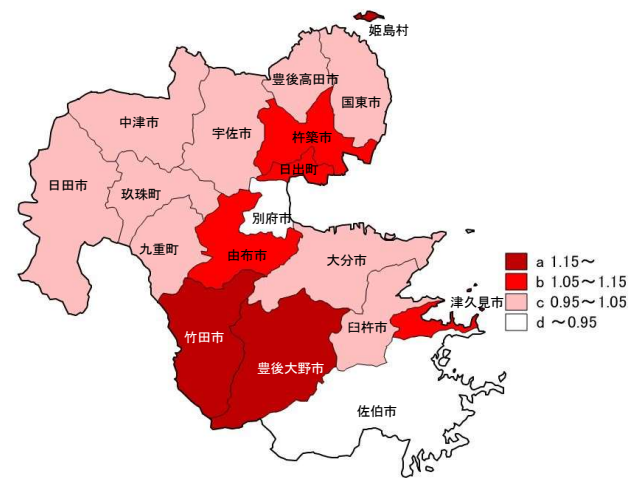 姫島村
豊後高田市
国東市
中津市
宇佐市
杵築市
日出町
日田市
玖珠町
別府市
九重町
由布市
大分市
津久見市
臼杵市
竹田市
豊後大野市
佐伯市
a 1.15～
b 1.05～1.15
c 0.95～1.05
d ～0.95